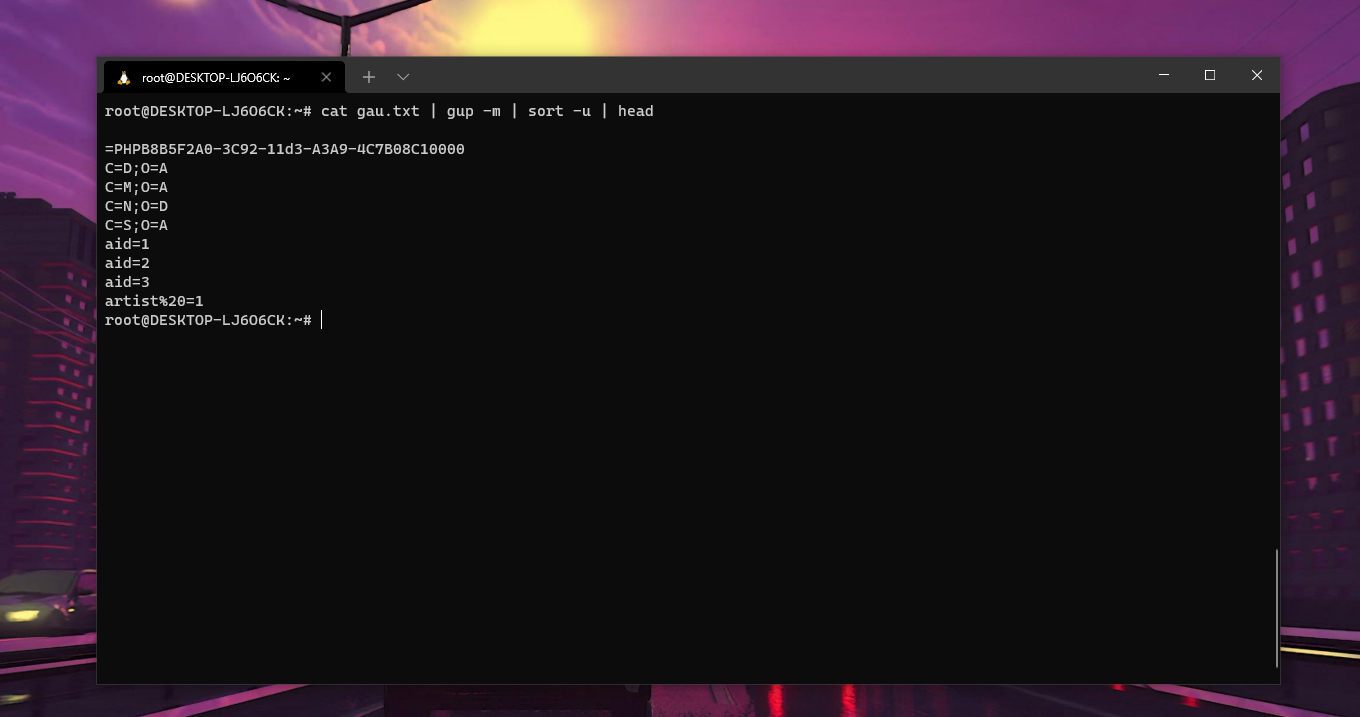 root@DESKTOP-LJ6O6CK: ~
root@DESKTOP-LJ6O6CK:~# cat gau.txt | gup -m | sort -u | head
=PHPB8B5F2A0-3C92-11d3-A3A9-4C7B08C10000
C=D;O=A
C=M;O=A
C=N;O=D
C=S;O=A
aid=1
aid=2
aid=3
artist%20=1
root@DESKTOP-LJ6O6CK:~#